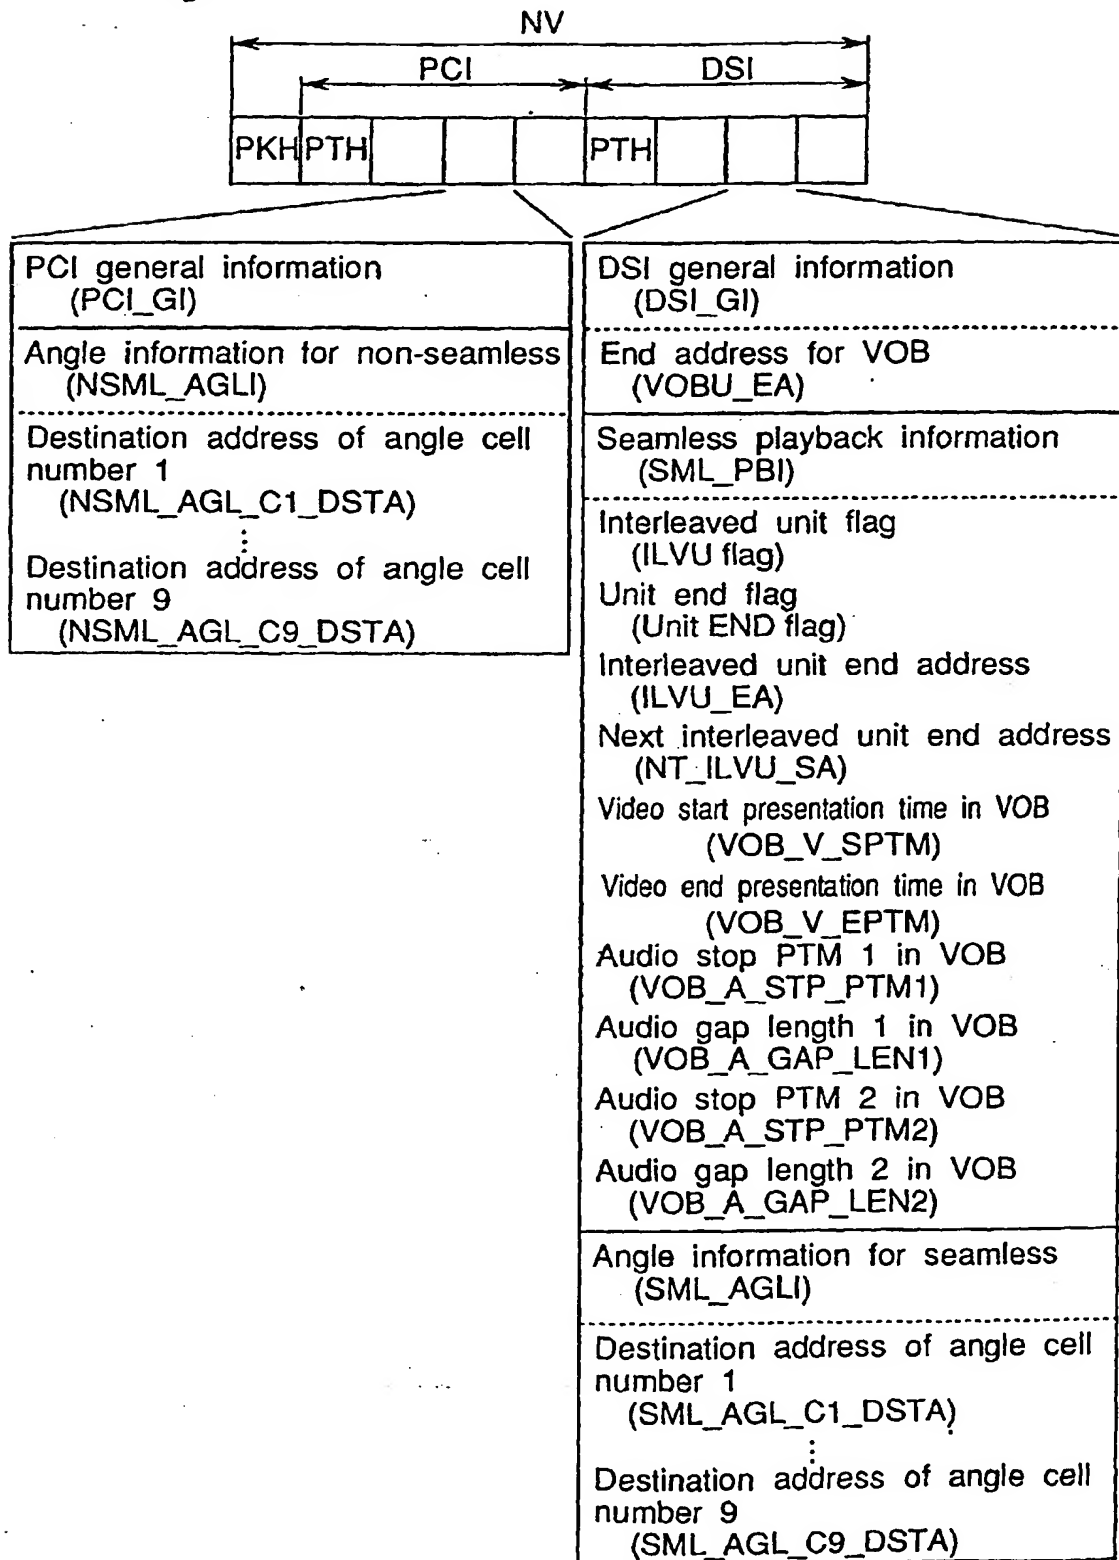 NV
PCI DSI
PKH PTH PTH
PCI general information
(PCI_GI)
Angle information for non-seamless
(NSML_AGLI)
Destination address of angle cell
number 1
(NSML_AGL_C1_DSTA)
⋮
Destination address of angle cell
number 9
(NSML_AGL_C9_DSTA)
DSI general information
(DSI_GI)
End address for VOB
(VOBU_EA)
Seamless playback information
(SML_PBI)
Interleaved unit flag
(ILVU flag)
Unit end flag
(Unit END flag)
Interleaved unit end address
(ILVU_EA)
Next interleaved unit end address
(NT_ILVU_SA)
Video start presentation time in VOB
(VOB_V_SPTM)
Video end presentation time in VOB
(VOB_V_EPTM)
Audio stop PTM 1 in VOB
(VOB_A_STP_PTM1)
Audio gap length 1 in VOB
(VOB_A_GAP_LEN1)
Audio stop PTM 2 in VOB
(VOB_A_STP_PTM2)
Audio gap length 2 in VOB
(VOB_A_GAP_LEN2)
Angle information for seamless
(SML_AGLI)
Destination address of angle cell
number 1
(SML_AGL_C1_DSTA)
⋮
Destination address of angle cell
number 9
(SML_AGL_C9_DSTA)